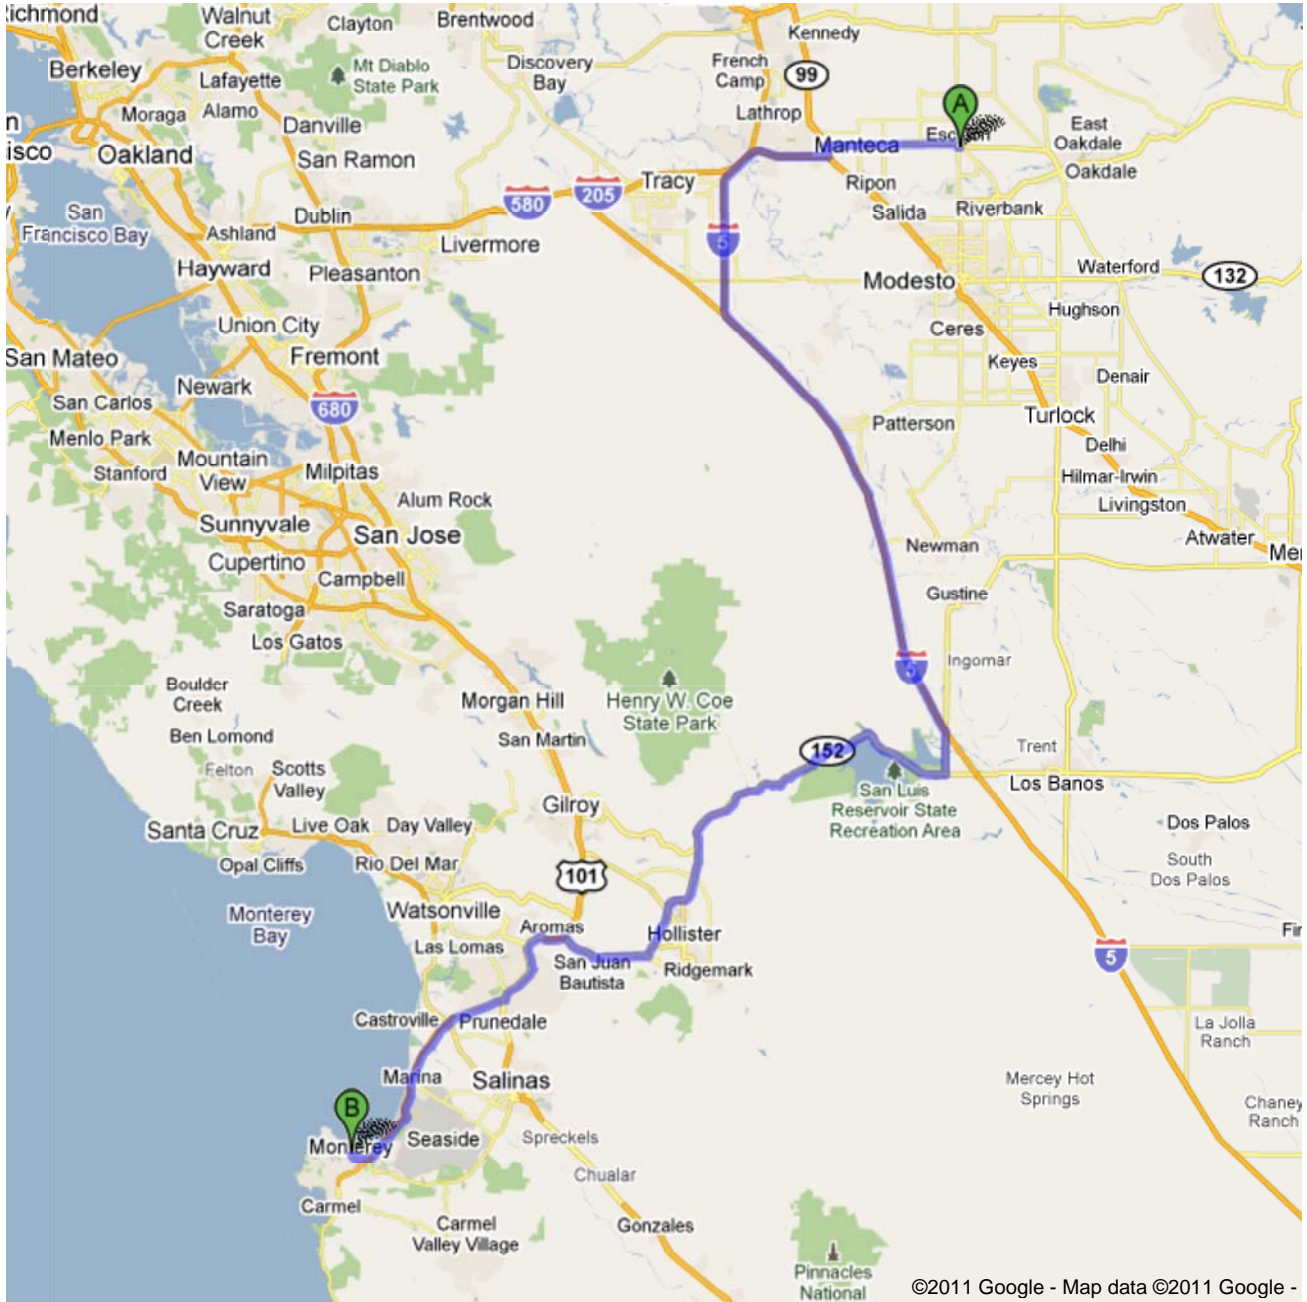 ichmond
Walnut
Creek
Clayton
Brentwood
Kennedy
Berkeley
Lafayette
Mt Diablo
State Park
Discovery
Bay
French
Camp
99
A
Moraga
Alamo
Danville
Lathrop
East
Oakdale
n
isco
Oakland
San Ramon
Manteca
Oakdale
580
205
Tracy
Ripon
San
Francisco Bay
Ashland
Dublin
Livermore
Salida
Riverbank
5
Hayward
Pleasanton
Modesto
Waterford
132
Union City
Hughson
San Mateo
Fremont
Ceres
Keyes
Denair
Newark
San Carlos
680
Turlock
Menlo Park
Patterson
Delhi
Stanford
Mountain
View
Milpitas
Hilmar-Irwin
Alum Rock
Livingston
Sunnyvale
San Jose
Atwater
Mer
Cupertino
Campbell
Newman
Saratoga
Gustine
Los Gatos
Ingomar
Boulder
Creek
Morgan Hill
Henry W. Coe
State Park
Ben Lomond
San Martin
152
Trent
Felton
Scotts
Valley
San Luis
Reservoir State
Recreation Area
Los Banos
Gilroy
Santa Cruz
Live Oak
Day Valley
Dos Palos
Opal Cliffs
Rio Del Mar
101
South
Dos Palos
Monterey
Bay
Watsonville
Aromas
Hollister
Fir
Las Lomas
San Juan
Bautista
Ridgemark
5
Castroville
Prunedale
La Jolla
Ranch
Marina
Salinas
Mercey Hot
Springs
B
Chaney
Ranch
Monterey
Seaside
Spreckels
Chualar
Carmel
Carmel
Valley Village
Gonzales
Pinnacles
National
©2011 Google - Map data ©2011 Google -